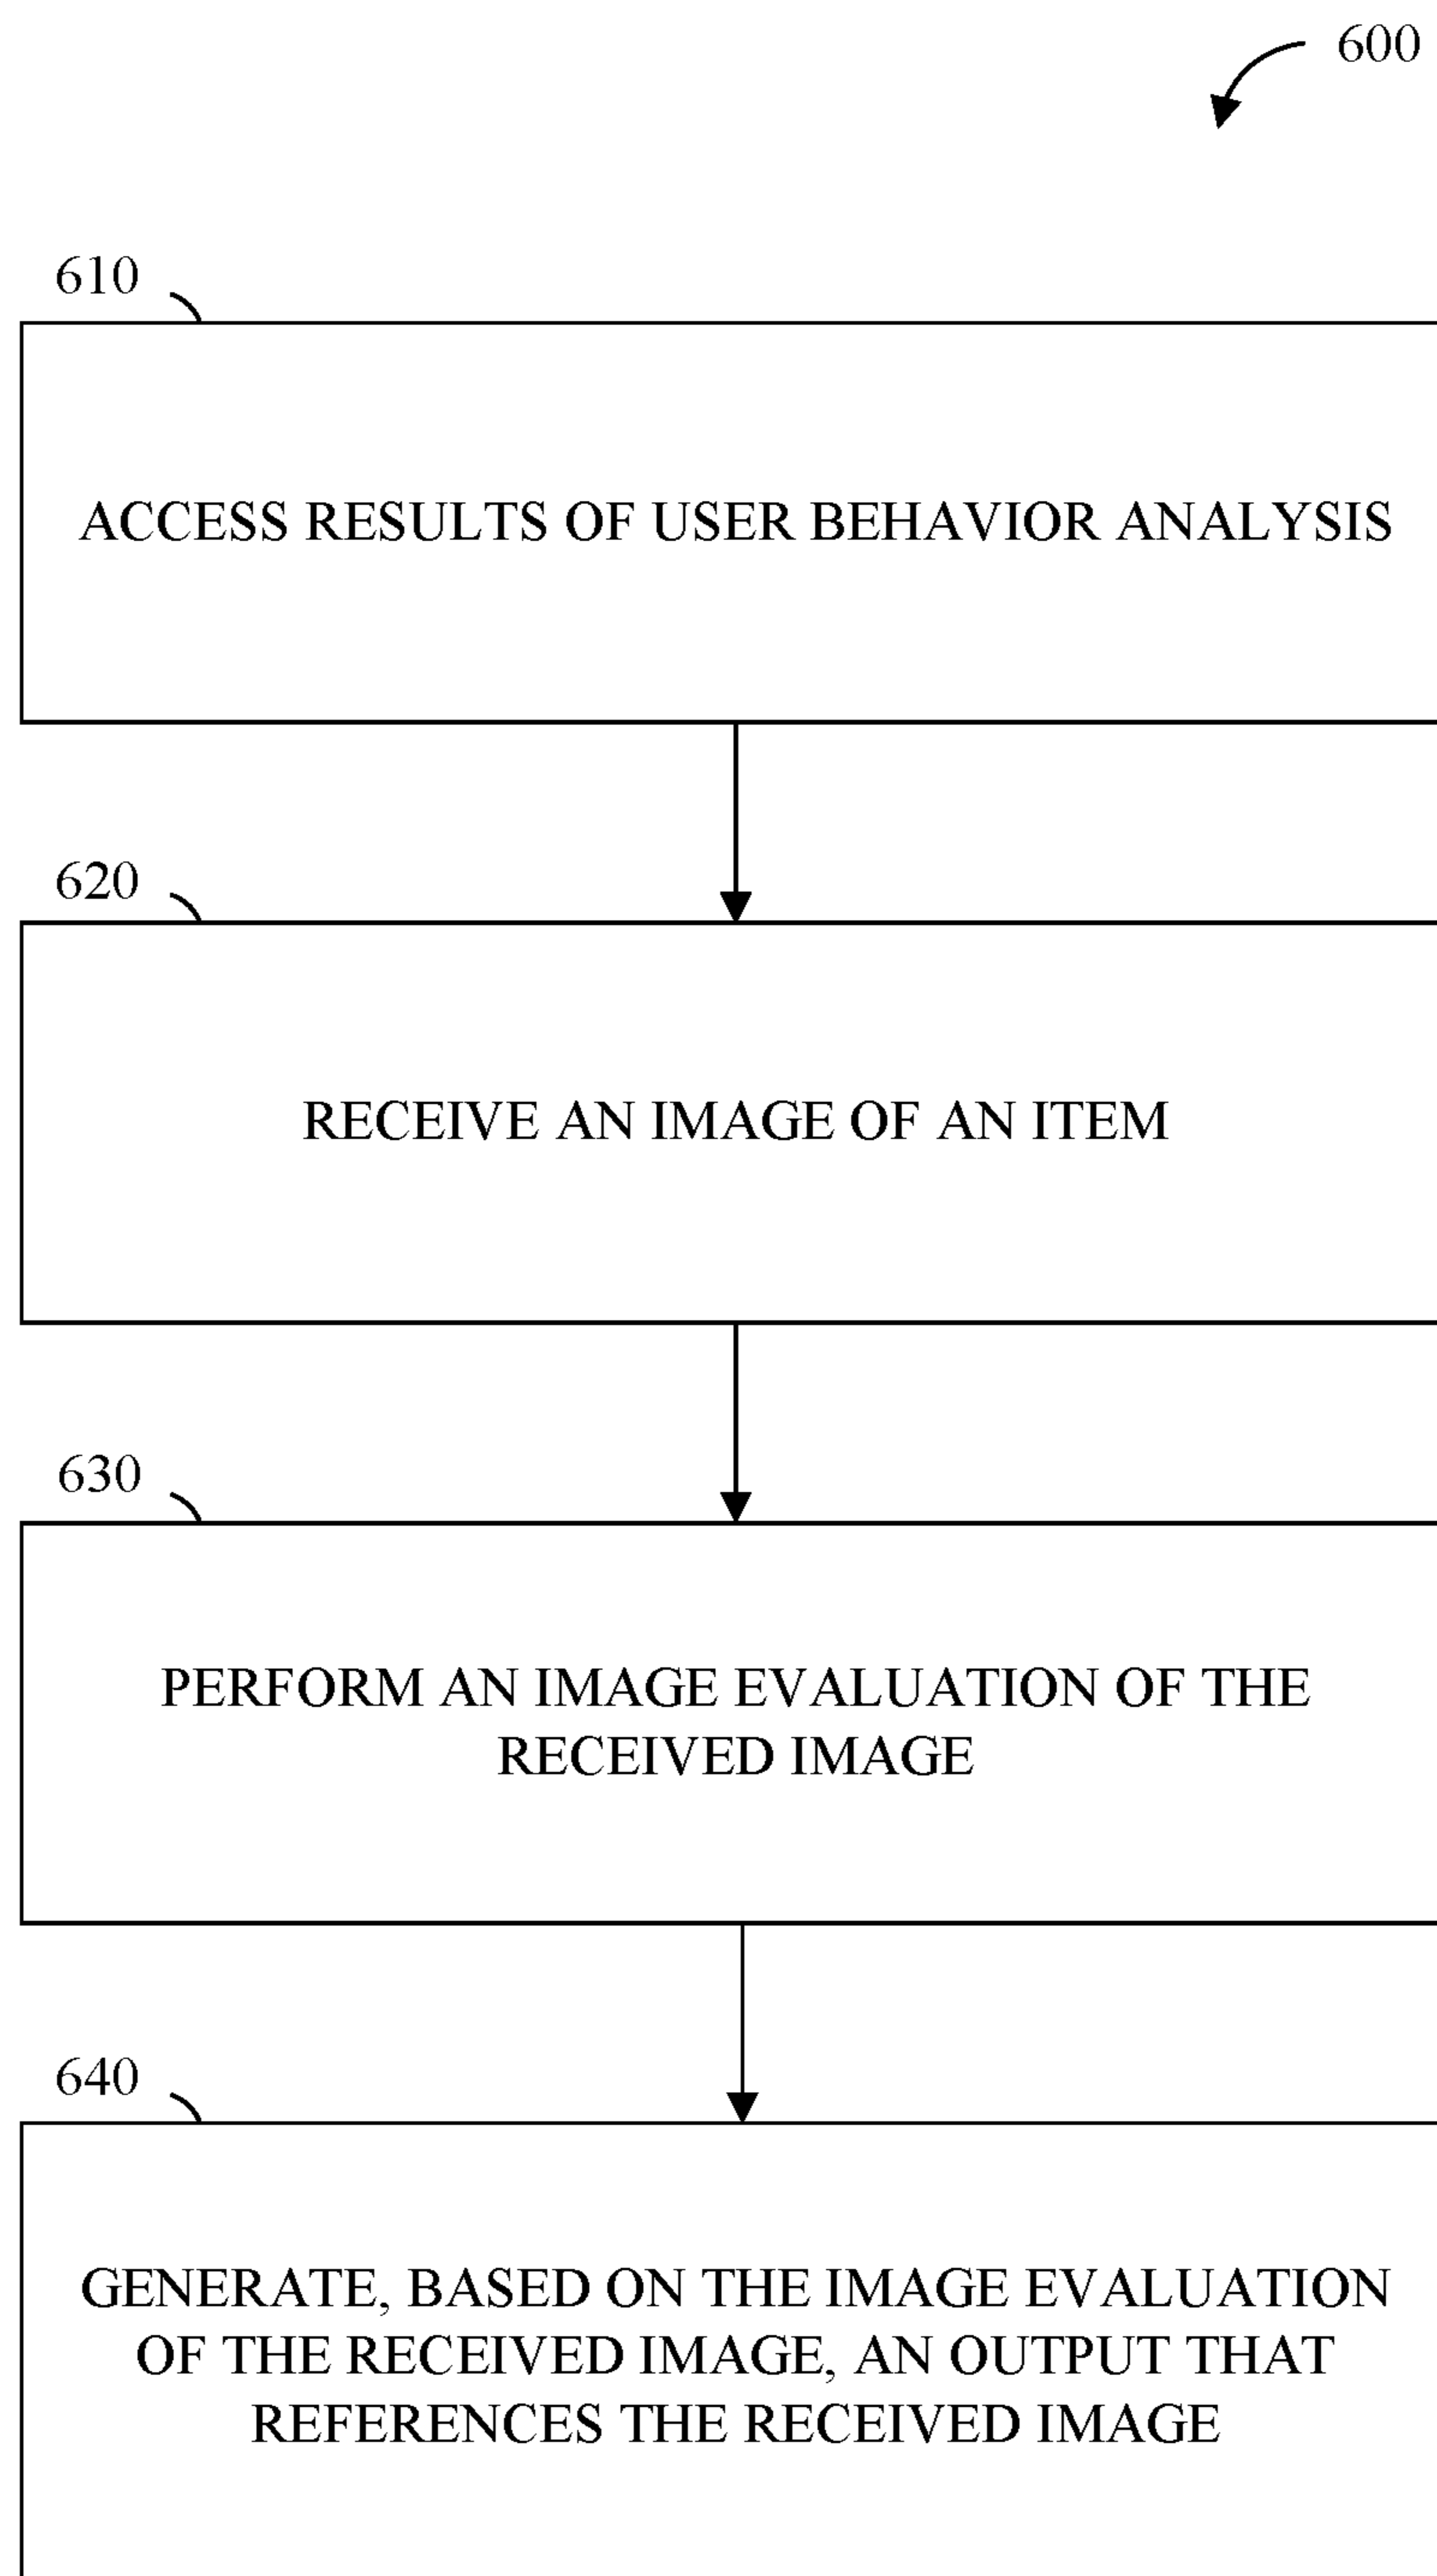 600
610
ACCESS RESULTS OF USER BEHAVIOR ANALYSIS
620
RECEIVE AN IMAGE OF AN ITEM
630
PERFORM AN IMAGE EVALUATION OF THE
RECEIVED IMAGE
640
GENERATE, BASED ON THE IMAGE EVALUATION
OF THE RECEIVED IMAGE, AN OUTPUT THAT
REFERENCES THE RECEIVED IMAGE